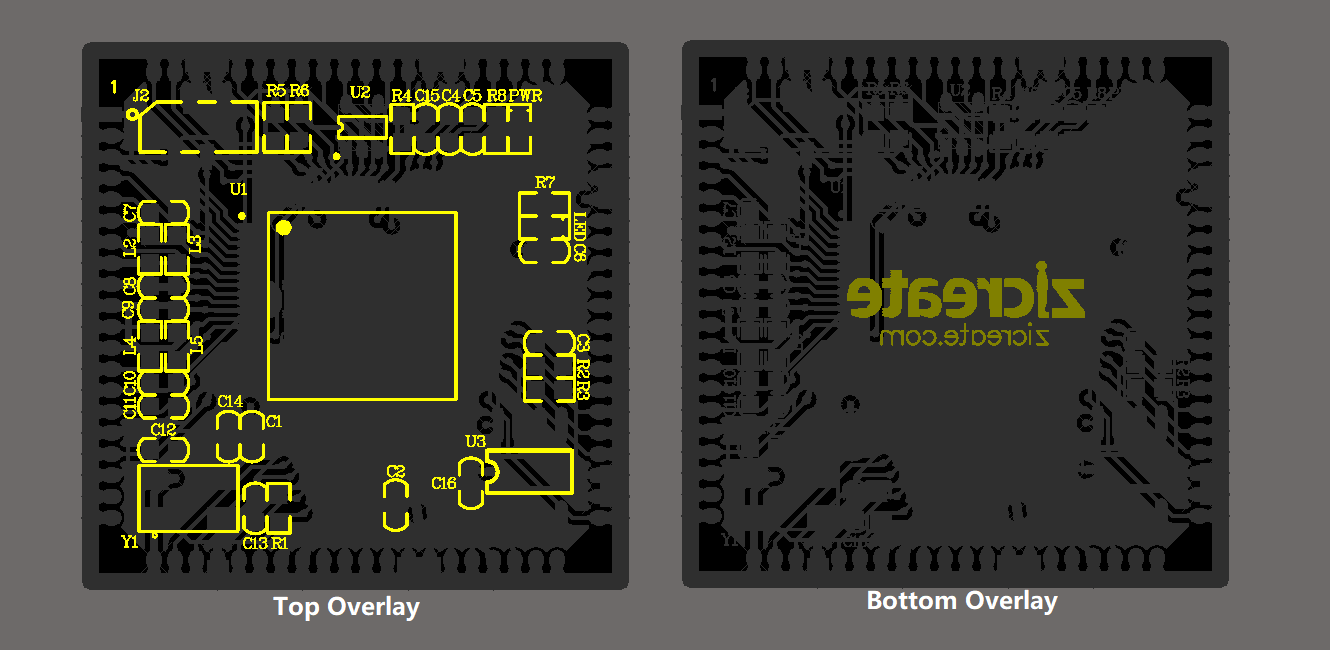 1
J2
R5 R6
U2
R4 C15 C4 C5 R8 PWR
U1
R7
C7
LED C6
L2
L3
C8
C9
L4
L5
C3
R2 R3
C10
C11
C14
C1
C12
U3
C2
C16
Y1
C13 R1
Top Overlay
1
zicreate
zicreate.com
Bottom Overlay